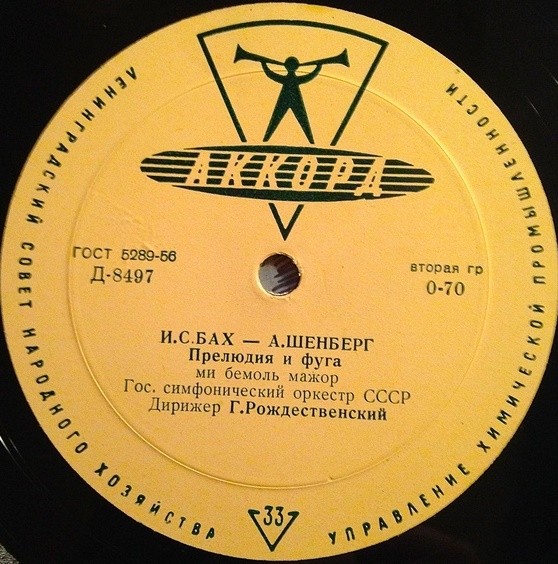 ЛЕНИНГРАДСКИЙ СОВЕТ НАРОДНОГО ХОЗЯЙСТВА
УПРАВЛЕНИЕ ХИМИЧЕСКОЙ ПРОМЫШЛЕННОСТИ
АККОРД
ГОСТ 5289-56
Д-8497
вторая гр
0-70
И.С.БАХ — А.ШЕНБЕРГ
Прелюдия и фуга
ми бемоль мажор
Гос. симфонический оркестр СССР
Дирижер Г.Рождественский
33